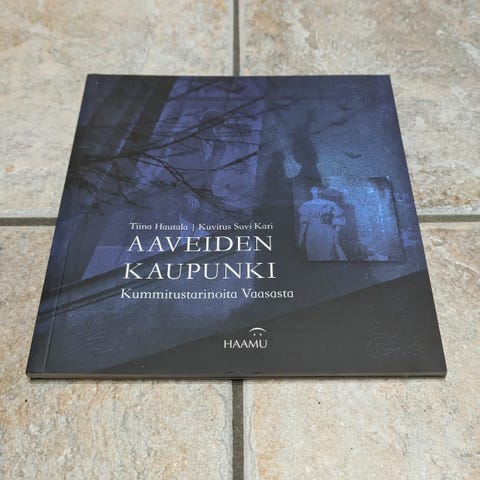 Tiina Hautala | Kuvitus Suvi Kari
AAVEIDEN
KAUPUNKI
Kummitustarinoita Vaasasta
HAAMU